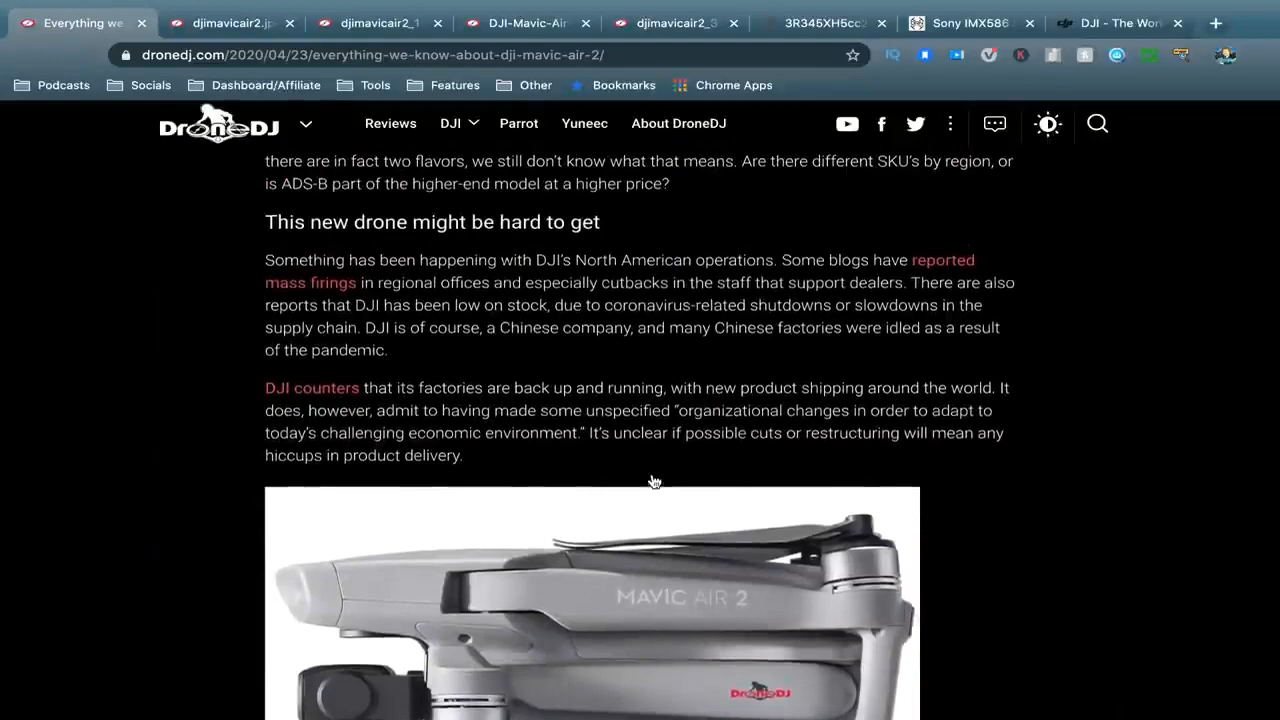 Everything we
djimavicair2.jp
djimavicair2_1
DJI-Mavic-Air-
djimavicair2_S
3R345XH5cc2
Sony IMX586
DJI - The Worl
dronedj.com/2020/04/23/everything-we-know-about-dji-mavic-air-2/
Podcasts
Socials
Dashboard/Affiliate
Tools
Features
Other
Bookmarks
Chrome Apps
DroneDJ
Reviews
DJI
Parrot
Yuneec
About DroneDJ
there are in fact two flavors, we still don't know what that means. Are there different SKU's by region, or
is ADS-B part of the higher-end model at a higher price?
This new drone might be hard to get
Something has been happening with DJI's North American operations. Some blogs have reported
mass firings in regional offices and especially cutbacks in the staff that support dealers. There are also
reports that DJI has been low on stock, due to coronavirus-related shutdowns or slowdowns in the
supply chain. DJI is of course, a Chinese company, and many Chinese factories were idled as a result
of the pandemic.
DJI counters that its factories are back up and running, with new product shipping around the world. It
does, however, admit to having made some unspecified "organizational changes in order to adapt to
today's challenging economic environment." It's unclear if possible cuts or restructuring will mean any
hiccups in product delivery.
MAVIC AIR 2
DroneDJ